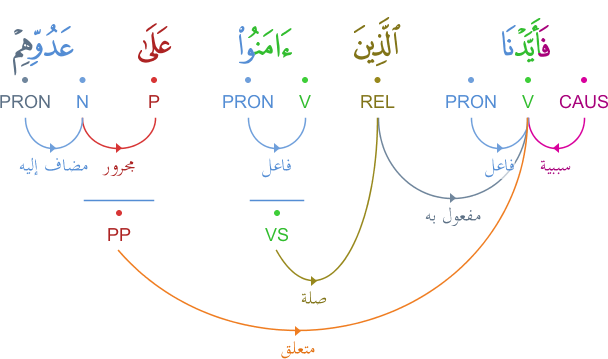 فَأَيَّدْنَا ٱلَّذِينَ ءَامَنُوا۟ عَلَىٰ عَدُوِّهِمْ
PRON N P PRON V REL PRON V CAUS
مضاف إليه مجرور فاعل فاعل سببية
مفعول به
PP VS
صلة
متعلق